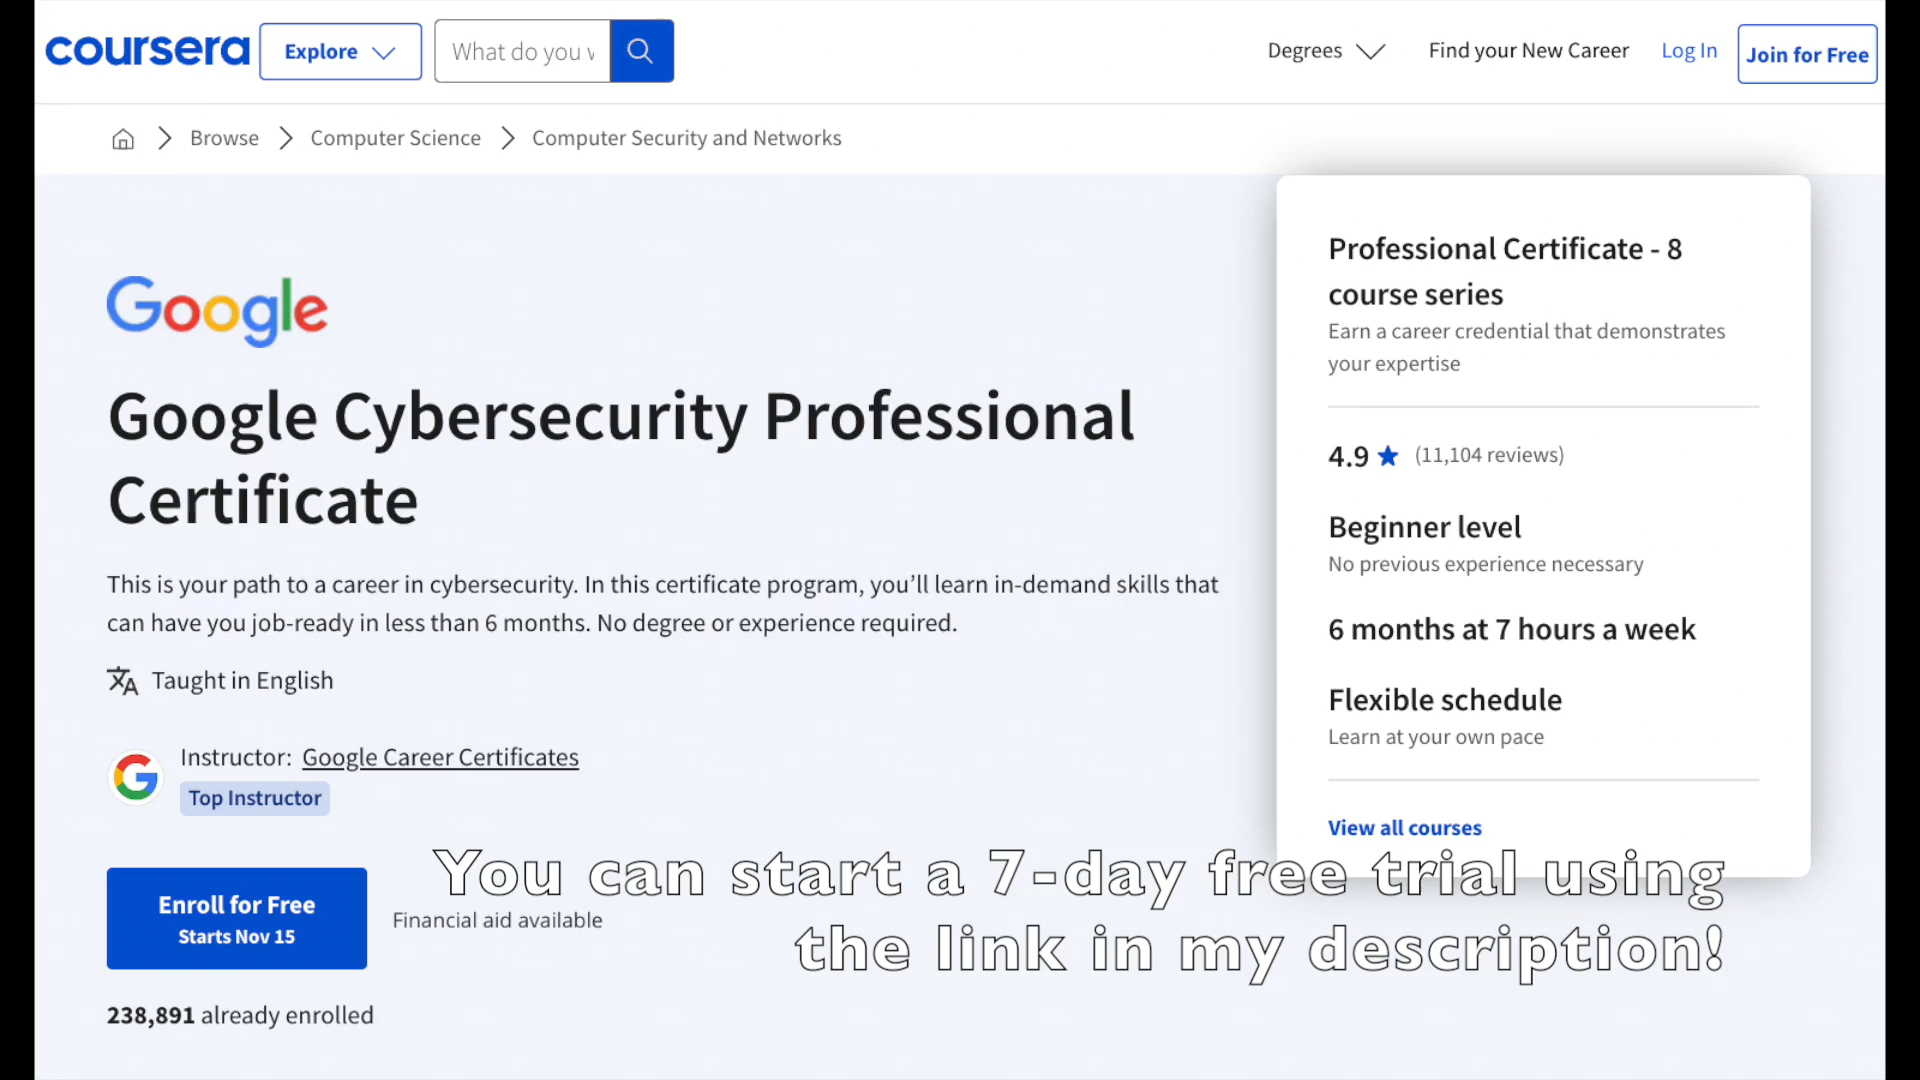 coursera
Explore
What do you
Degrees
Find your New Career
Log In
Join for Free
Browse
Computer Science
Computer Security and Networks
Google
Google Cybersecurity Professional
Certificate
This is your path to a career in cybersecurity. In this certificate program, you’ll learn in-demand skills that
can have you job-ready in less than 6 months. No degree or experience required.
Taught in English
Instructor: Google Career Certificates
Top Instructor
Enroll for Free
Starts Nov 15
Financial aid available
238,891 already enrolled
Professional Certificate - 8
course series
Earn a career credential that demonstrates
your expertise
4.9 ★ (11,104 reviews)
Beginner level
No previous experience necessary
6 months at 7 hours a week
Flexible schedule
Learn at your own pace
View all courses
You can start a 7-day free trial using
the link in my description!